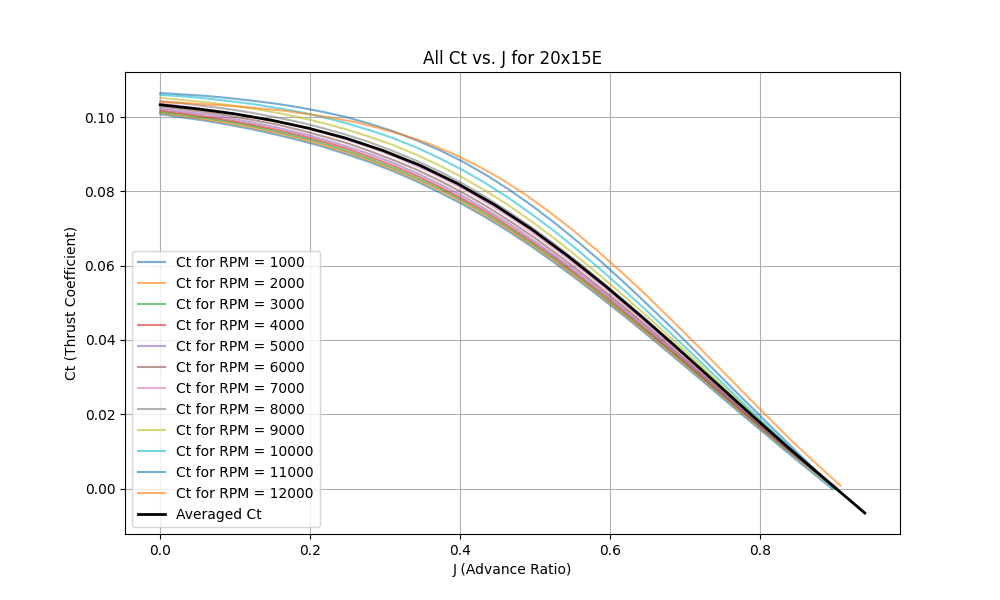 All Ct vs. J for 20x15E
Ct (Thrust Coefficient)
0.10
0.08
0.06
0.04
0.02
0.00
Ct for RPM = 1000
Ct for RPM = 2000
Ct for RPM = 3000
Ct for RPM = 4000
Ct for RPM = 5000
Ct for RPM = 6000
Ct for RPM = 7000
Ct for RPM = 8000
Ct for RPM = 9000
Ct for RPM = 10000
Ct for RPM = 11000
Ct for RPM = 12000
Averaged Ct
0.0 0.2 0.4 0.6 0.8
J (Advance Ratio)